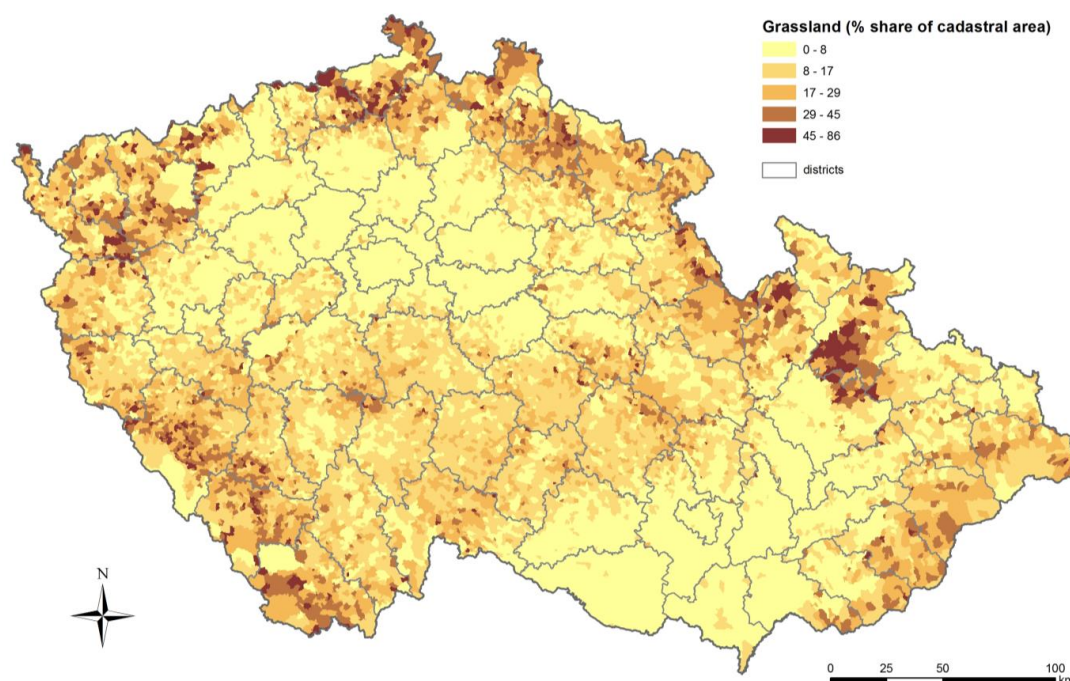 Grassland (% share of cadastral area)
0 - 8
8 - 17
17 - 29
29 - 45
45 - 86
districts
N
0 25 50 100
km